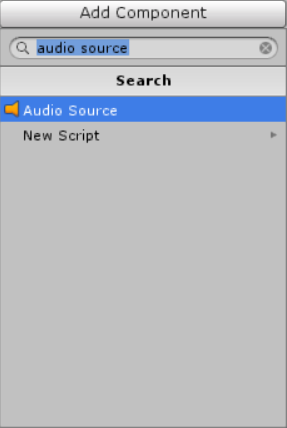 Add Component
audio source
Search
Audio Source
New Script